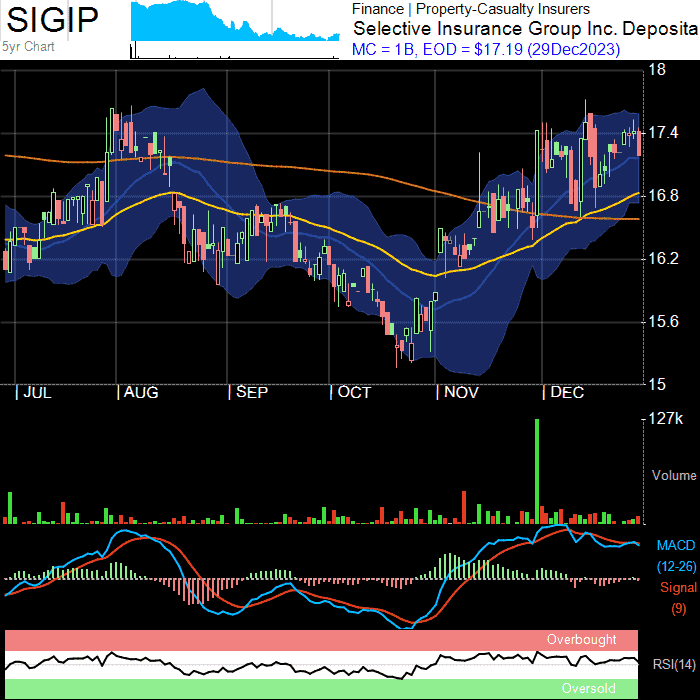 SIGIP
5yr Chart
Finance | Property-Casualty Insurers
Selective Insurance Group Inc. Deposita
MC = 1B, EOD = $17.19 (29Dec2023)
18
17.4
16.8
16.2
15.6
15
| JUL | AUG | SEP | OCT | NOV | DEC
127k
Volume
MACD
(12-26)
Signal
(9)
Overbought
RSI(14)
Oversold